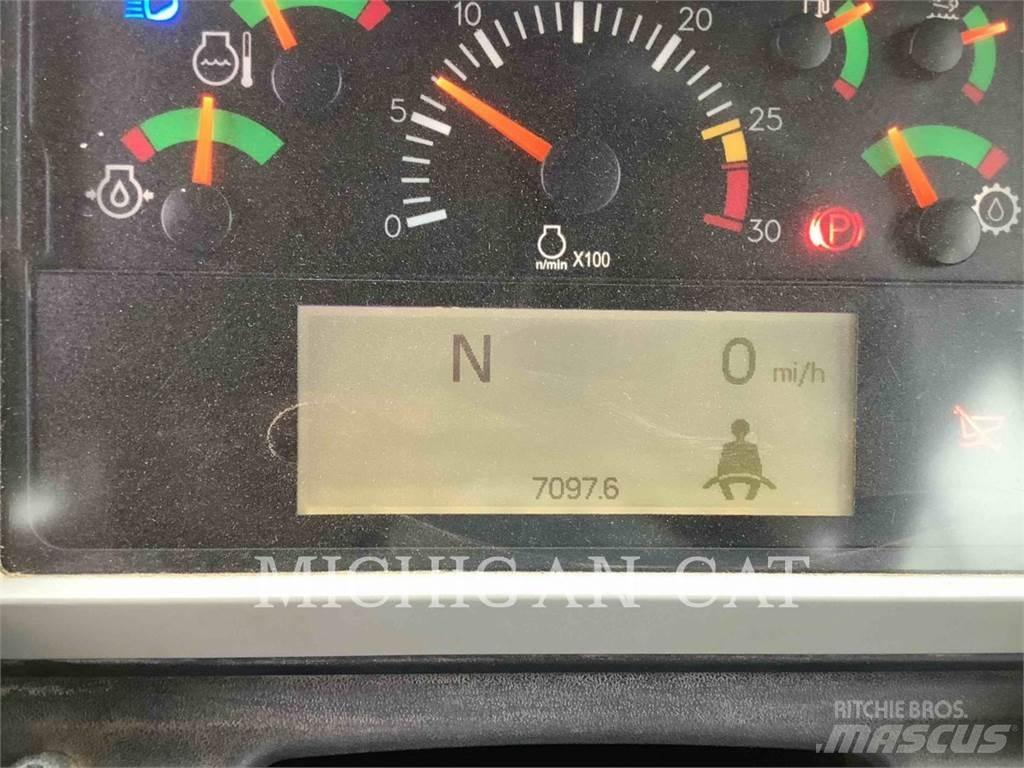 10
20
5
25
0
30
n/min X100
P
N 0 mi/h
7097.6
MICHIGAN CAT
RITCHIE BROS.
MASCUS